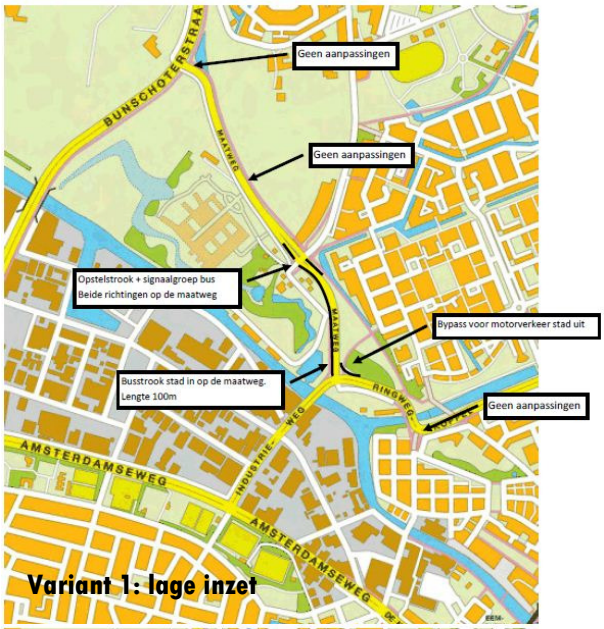 BUNSCHOTERSTRAA
Geen aanpassingen
MAATWEG
Geen aanpassingen
Opstelstrook + signaalgroep bus
Beide richtingen op de maatweg
MAATWEG
Bypass voor motorverkeer stad uit
Busstrook stad in op de maatweg.
Lengte 100m
RINGWEG
KOPPEL
Geen aanpassingen
INDUSTRIE-
WEG
AMSTERDAMSEWEG
AMSTERDAMSEWEG
Variant 1: lage inzet
DE
EEM-